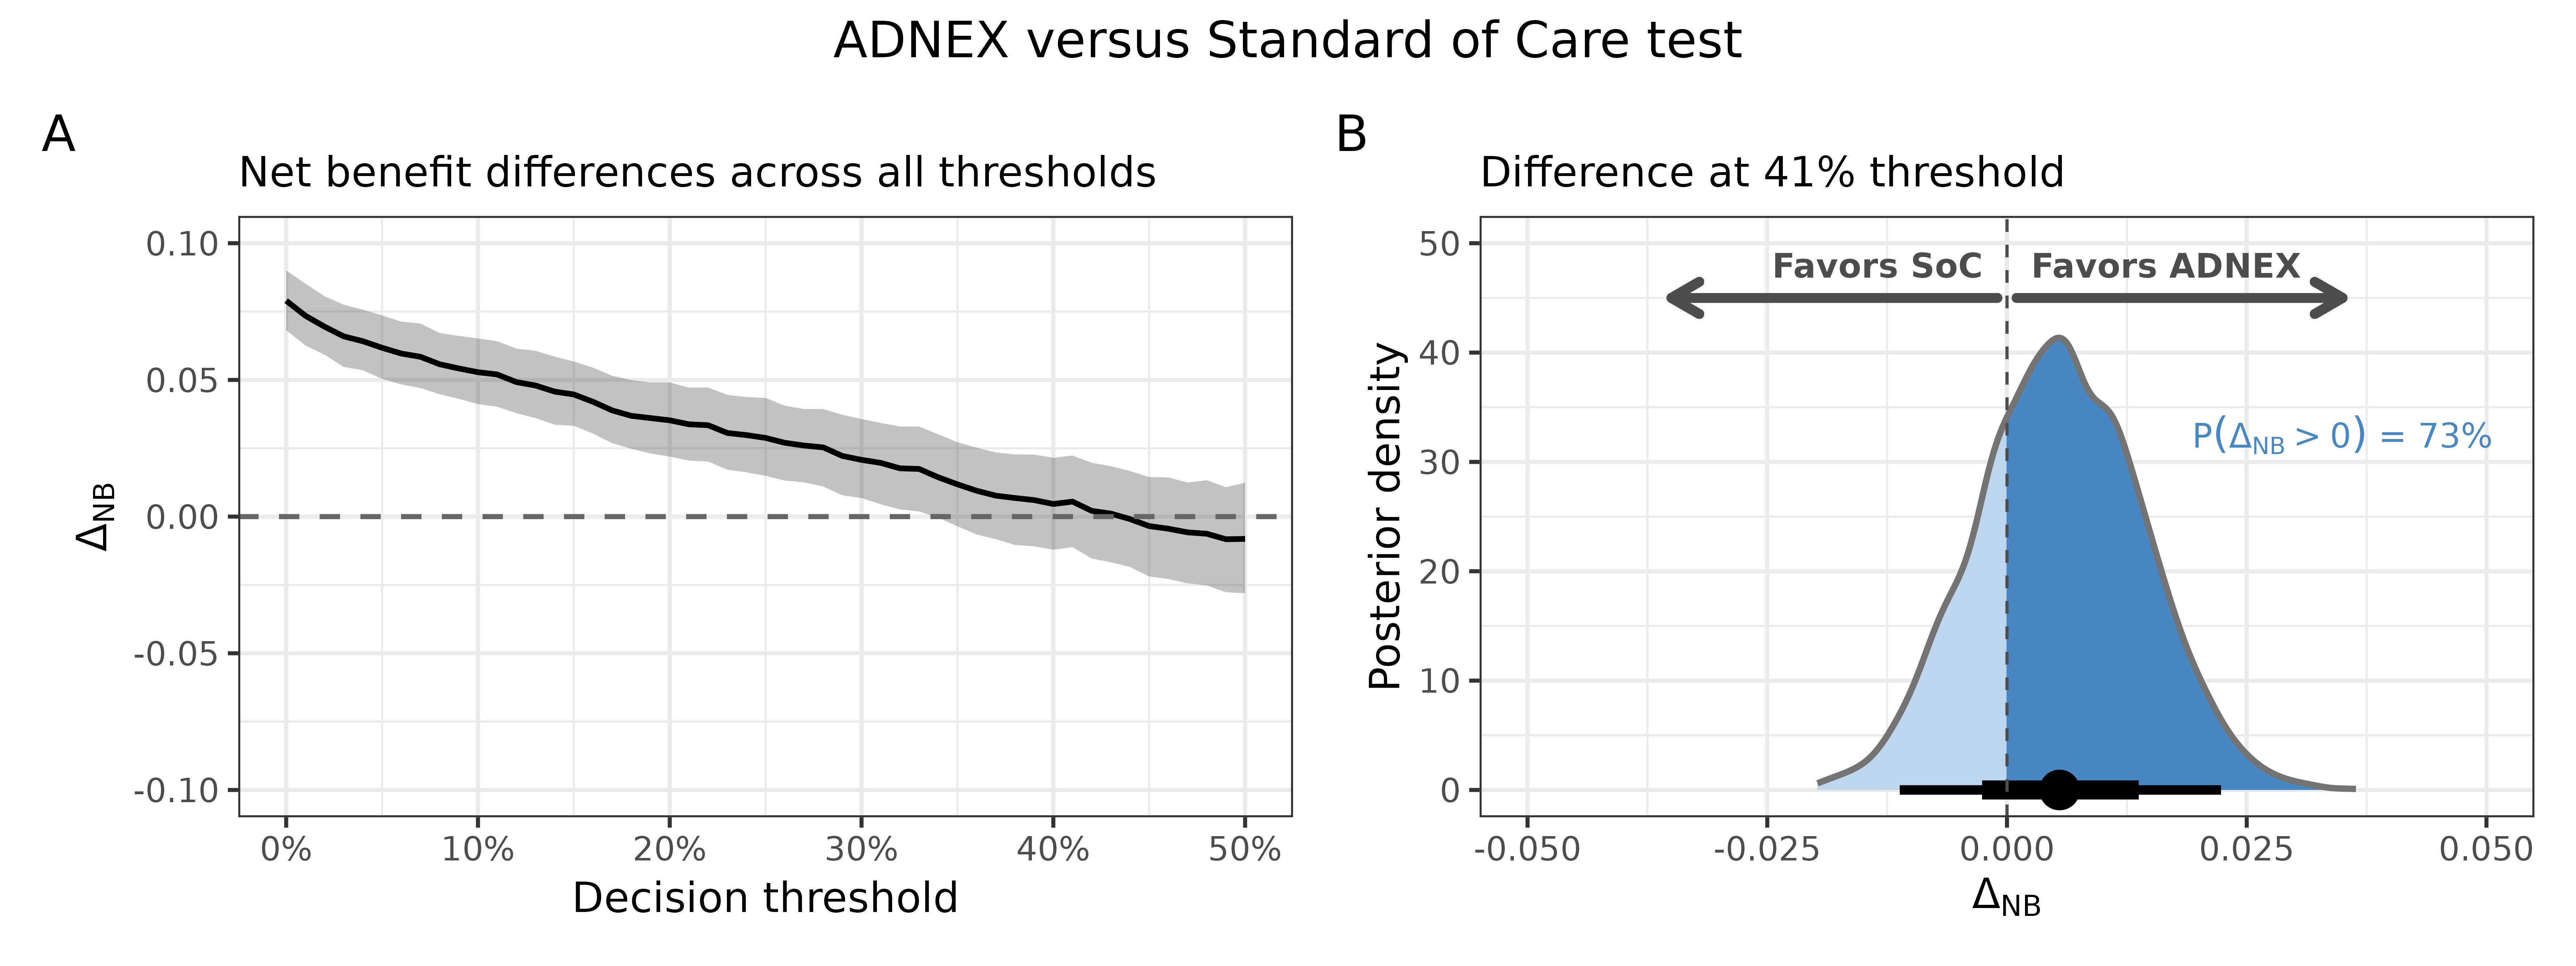 ADNEX versus Standard of Care test
A
Net benefit differences across all thresholds
0.10
0.05
0.00
-0.05
-0.10
Δ_NB
0%
10%
20%
30%
40%
50%
Decision threshold
B
Difference at 41% threshold
Favors SoC
Favors ADNEX
P(Δ_NB > 0) = 73%
50
40
30
20
10
0
Posterior density
-0.050
-0.025
0.000
0.025
0.050
Δ_NB